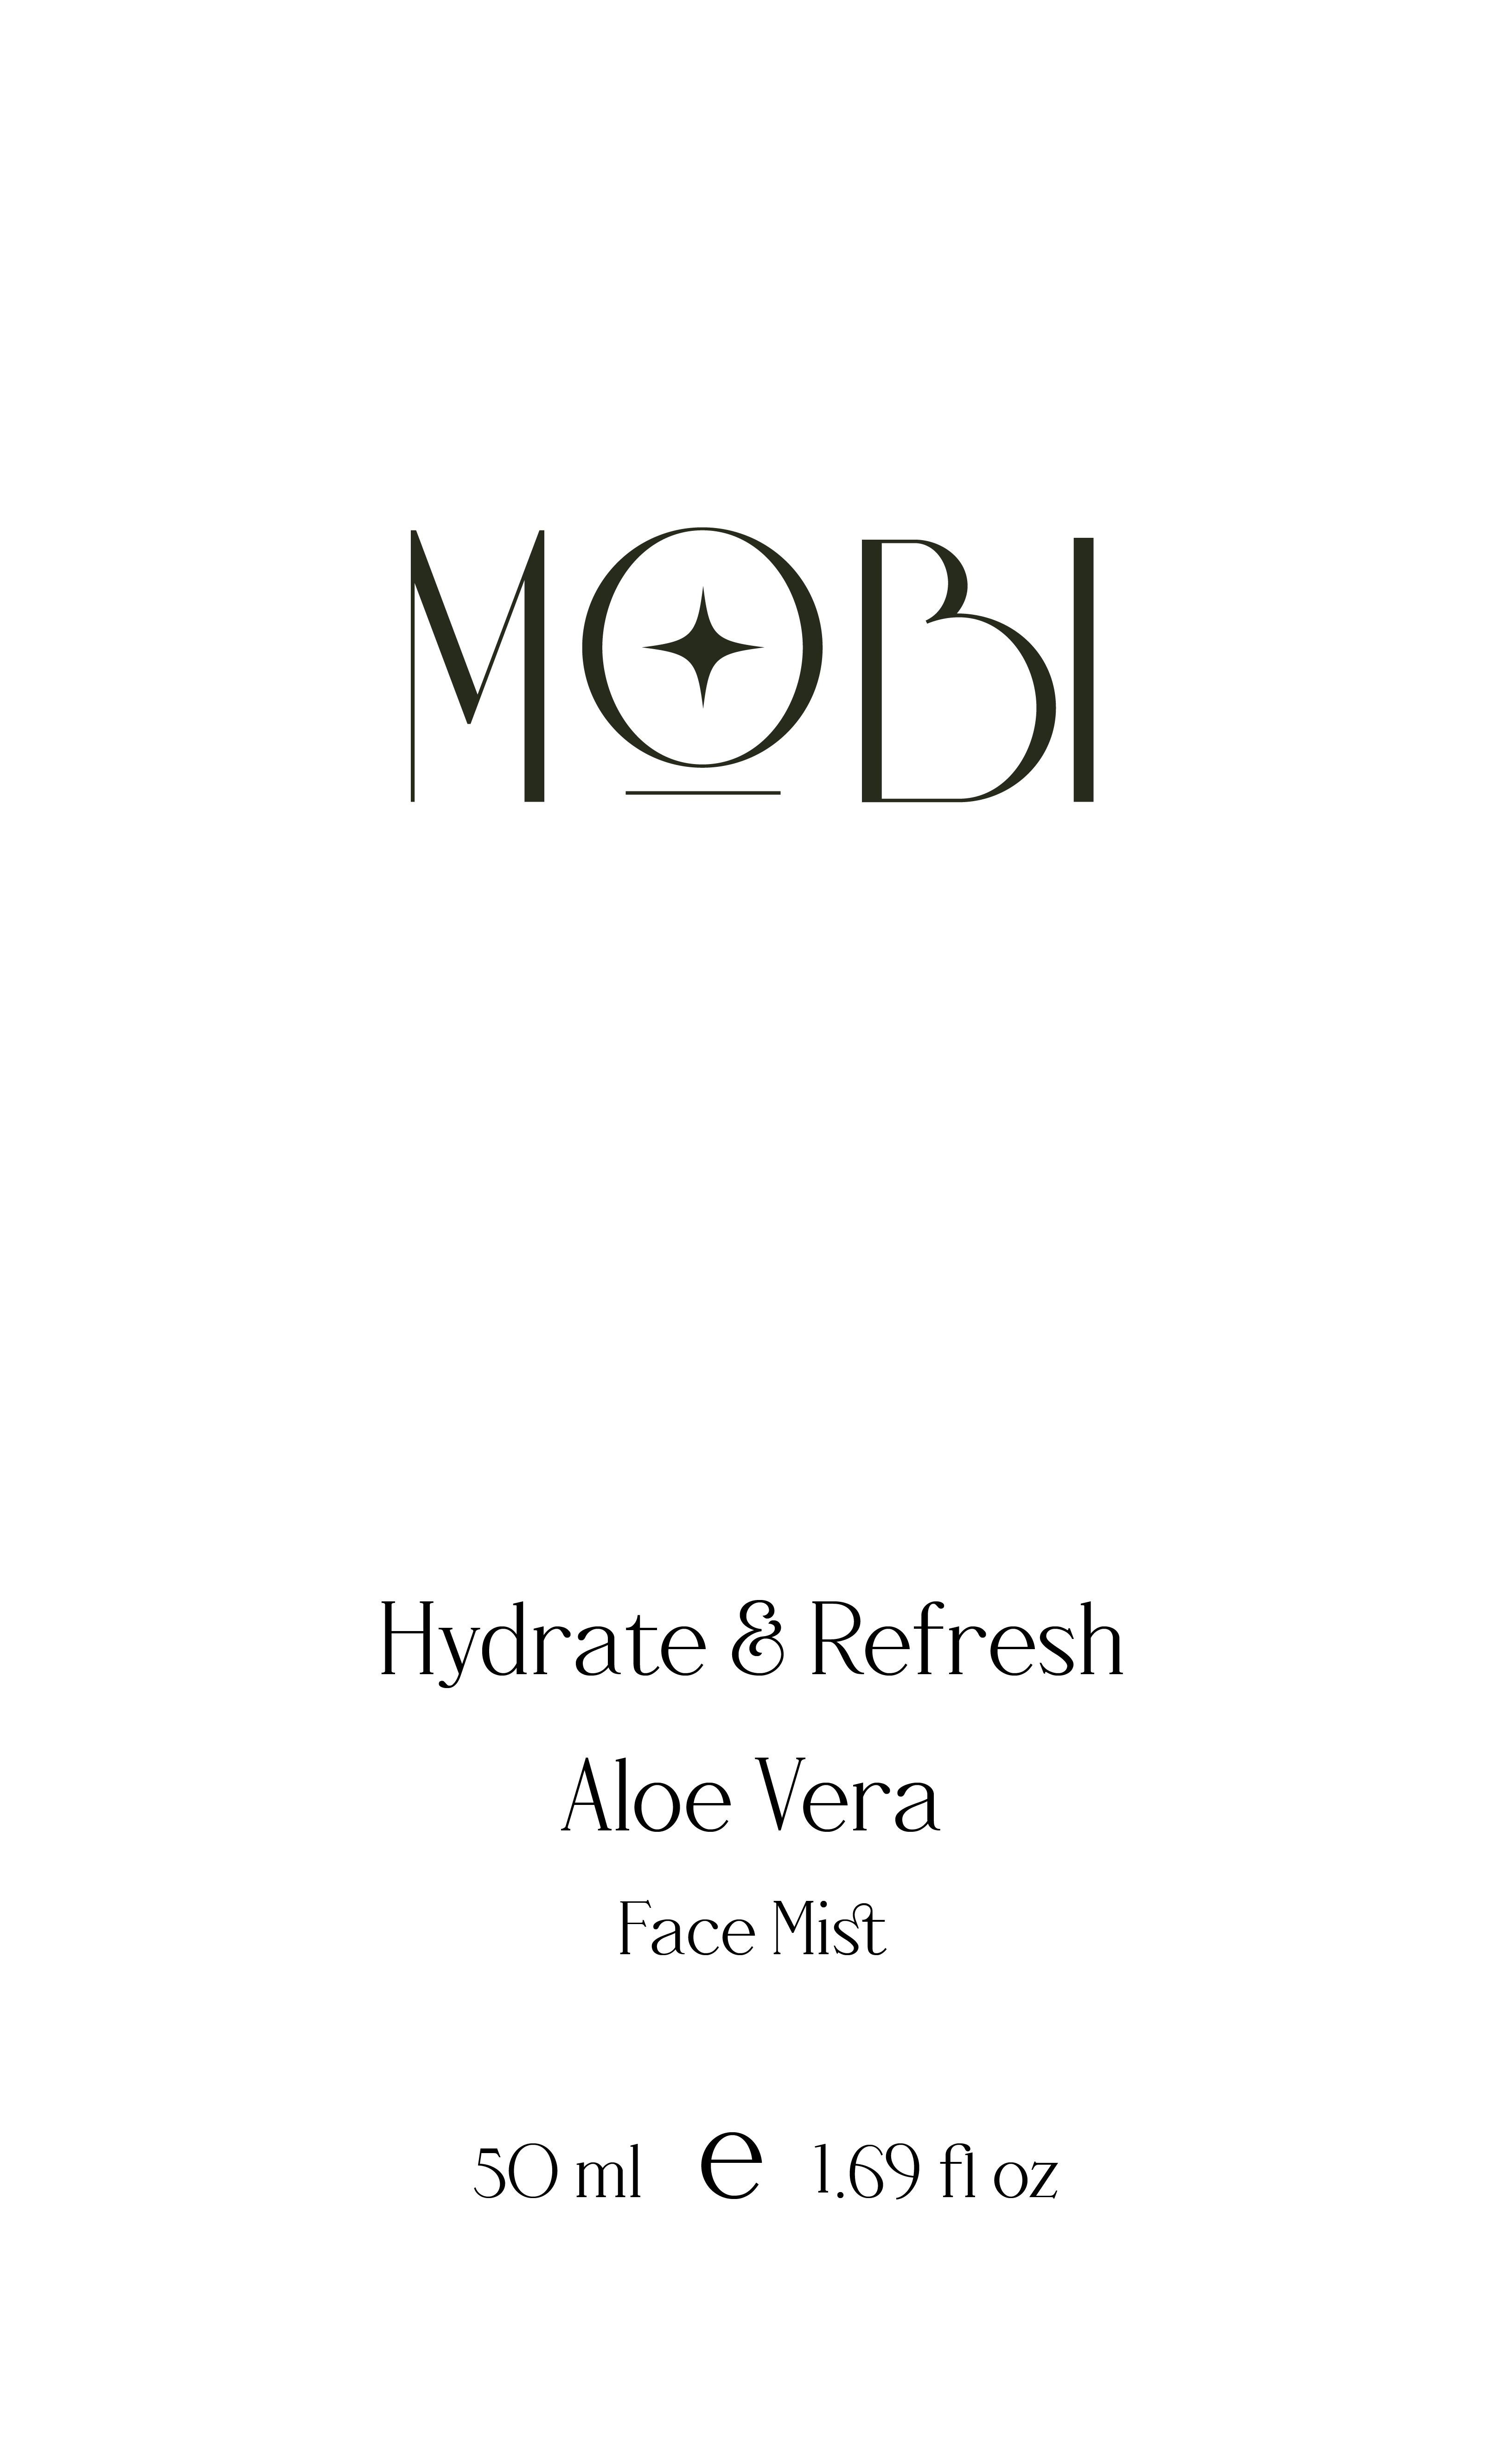 MOBI
Hydrate & Refresh
Aloe Vera
Face Mist
50 ml e 1.69 fl oz